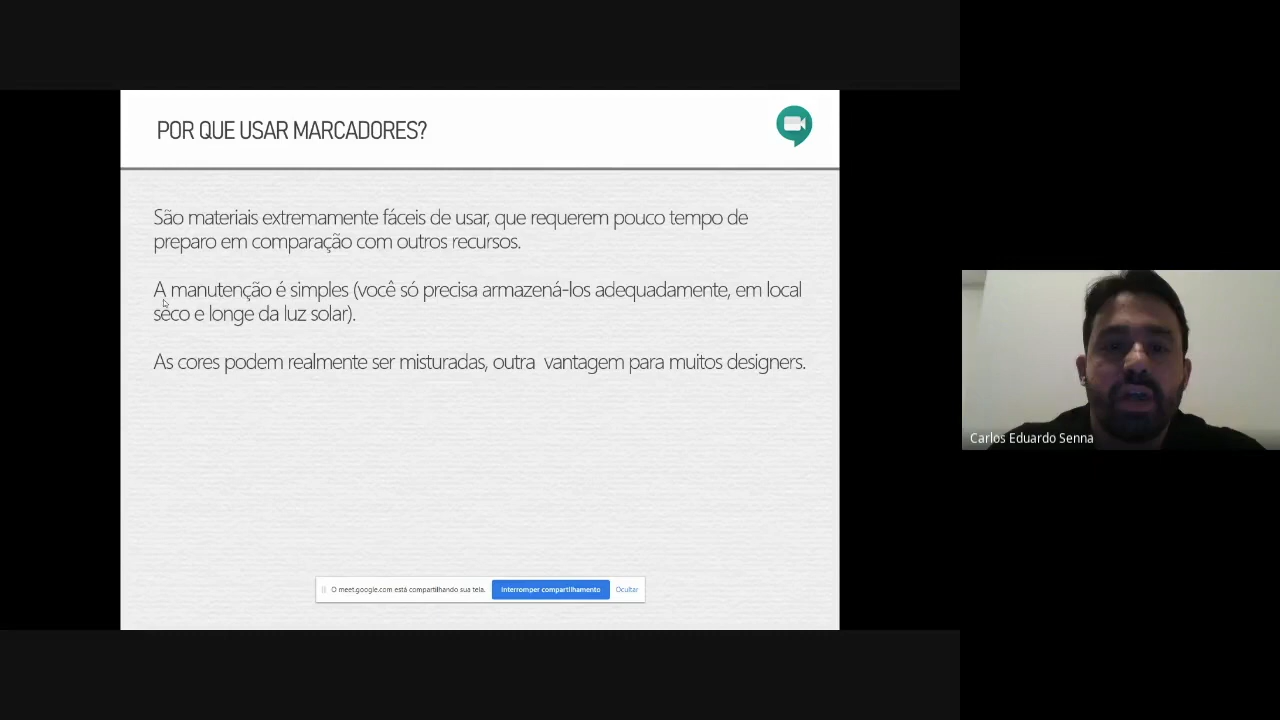 POR QUE USAR MARCADORES?
São materiais extremamente fáceis de usar, que requerem pouco tempo de
preparo em comparação com outros recursos.
A manutenção é simples (você só precisa armazená-los adequadamente, em local
seco e longe da luz solar).
As cores podem realmente ser misturadas, outra vantagem para muitos designers.
Carlos Eduardo Senna
O meet.google.com está compartilhando sua tela.
Interromper compartilhamento
Ocultar